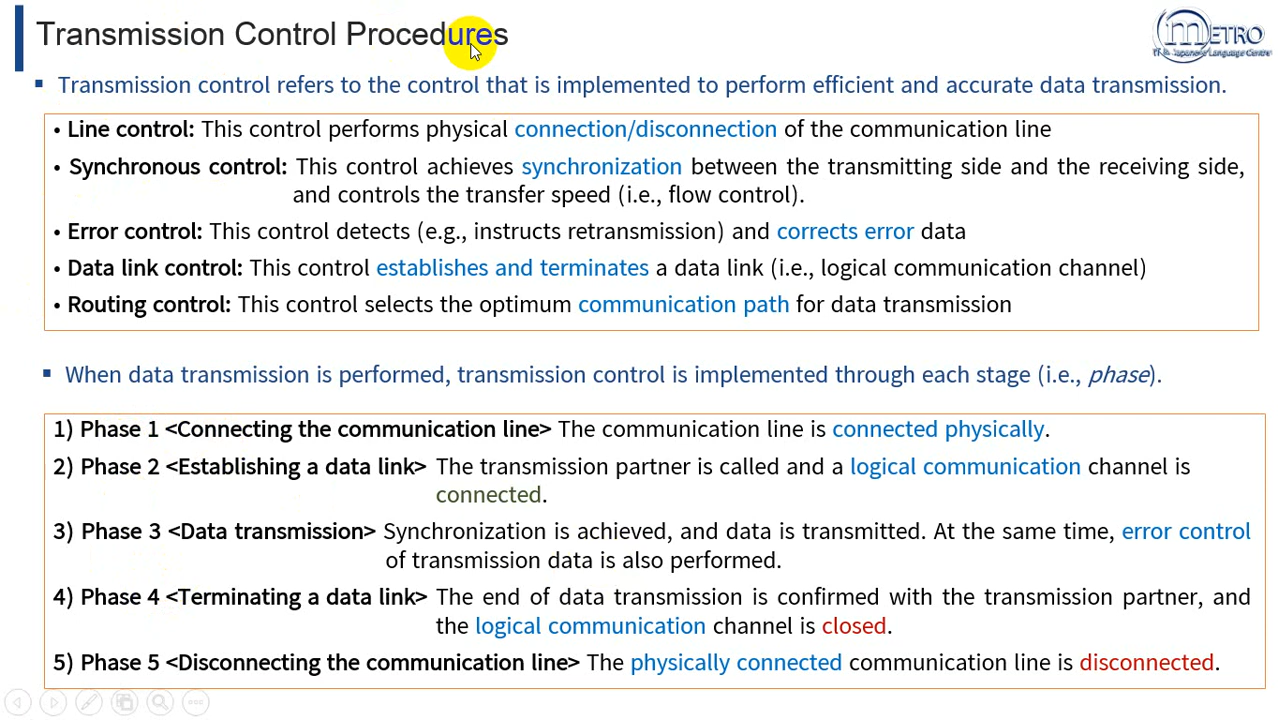 Transmission Control Procedures
METRO
IT & Japanese Language Centre
▪ Transmission control refers to the control that is implemented to perform efficient and accurate data transmission.
• Line control: This control performs physical connection/disconnection of the communication line
• Synchronous control: This control achieves synchronization between the transmitting side and the receiving side,
and controls the transfer speed (i.e., flow control).
• Error control: This control detects (e.g., instructs retransmission) and corrects error data
• Data link control: This control establishes and terminates a data link (i.e., logical communication channel)
• Routing control: This control selects the optimum communication path for data transmission
▪ When data transmission is performed, transmission control is implemented through each stage (i.e., phase).
1) Phase 1 <Connecting the communication line> The communication line is connected physically.
2) Phase 2 <Establishing a data link> The transmission partner is called and a logical communication channel is
connected.
3) Phase 3 <Data transmission> Synchronization is achieved, and data is transmitted. At the same time, error control
of transmission data is also performed.
4) Phase 4 <Terminating a data link> The end of data transmission is confirmed with the transmission partner, and
the logical communication channel is closed.
5) Phase 5 <Disconnecting the communication line> The physically connected communication line is disconnected.